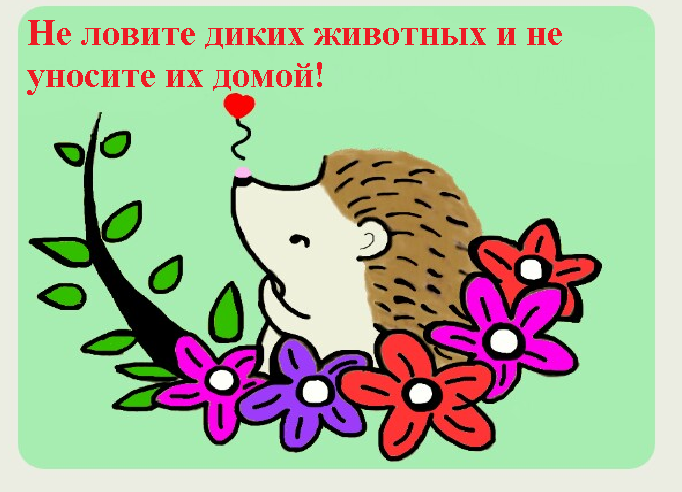 Не ловите диких животных и не
уносите их домой!